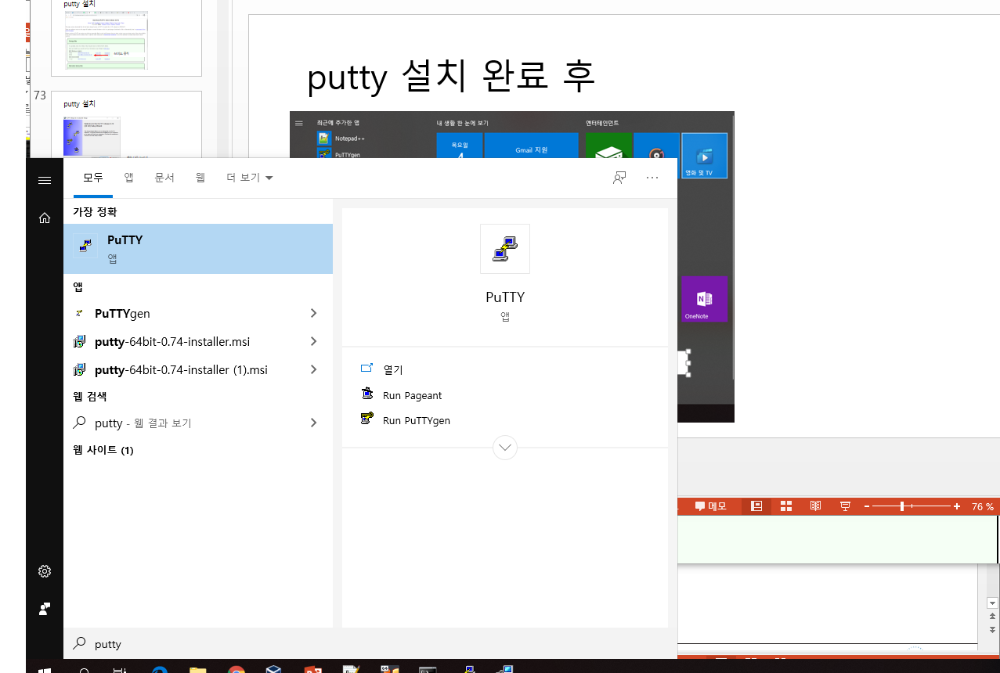 putty 설치
73
putty 설치
putty 설치 완료 후
최근에 추가한 앱
내 생활 한 눈에 보기
엔터테인먼트
Notepad++
PuTTYgen
목요일
4
Gmail 지원
영화 및 TV
OneNote
모두
앱
문서
웹
더 보기
가장 정확
PuTTY
앱
앱
PuTTYgen
putty-64bit-0.74-installer.msi
putty-64bit-0.74-installer (1).msi
웹 검색
putty - 웹 결과 보기
웹 사이트 (1)
PuTTY
앱
열기
Run Pageant
Run PuTTYgen
putty
메모
76 %